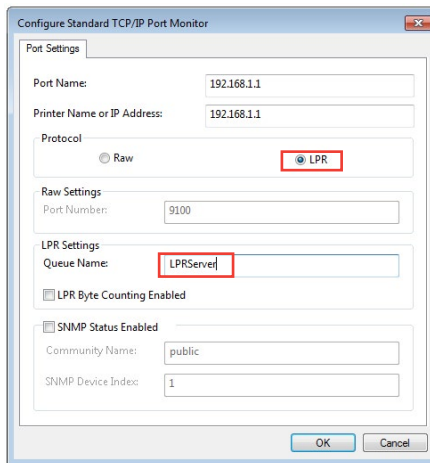 Configure Standard TCP/IP Port Monitor
Port Settings
Port Name: 192.168.1.1
Printer Name or IP Address: 192.168.1.1
Protocol
Raw LPR
Raw Settings
Port Number: 9100
LPR Settings
Queue Name: LPRServer
LPR Byte Counting Enabled
SNMP Status Enabled
Community Name: public
SNMP Device Index: 1
OK Cancel